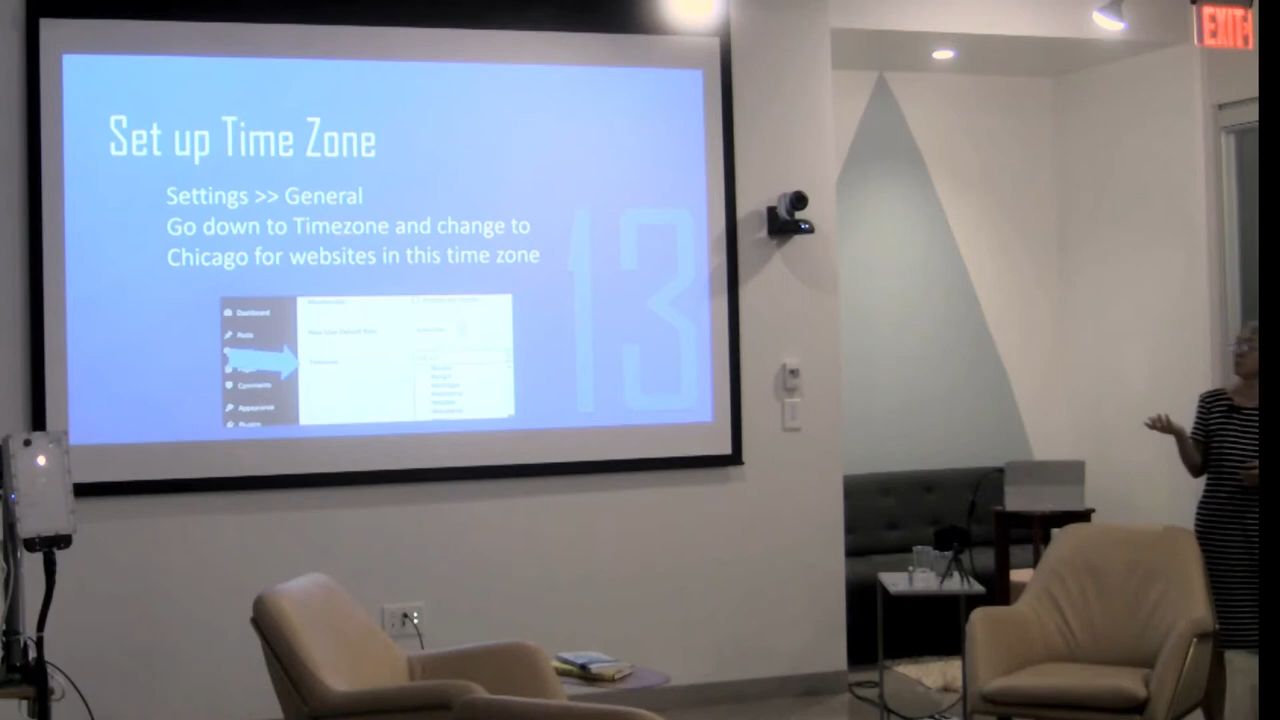 EXIT
Set up Time Zone
Settings >> General
Go down to Timezone and change to
Chicago for websites in this time zone
13
Dashboard
Posts
Comments
Appearance